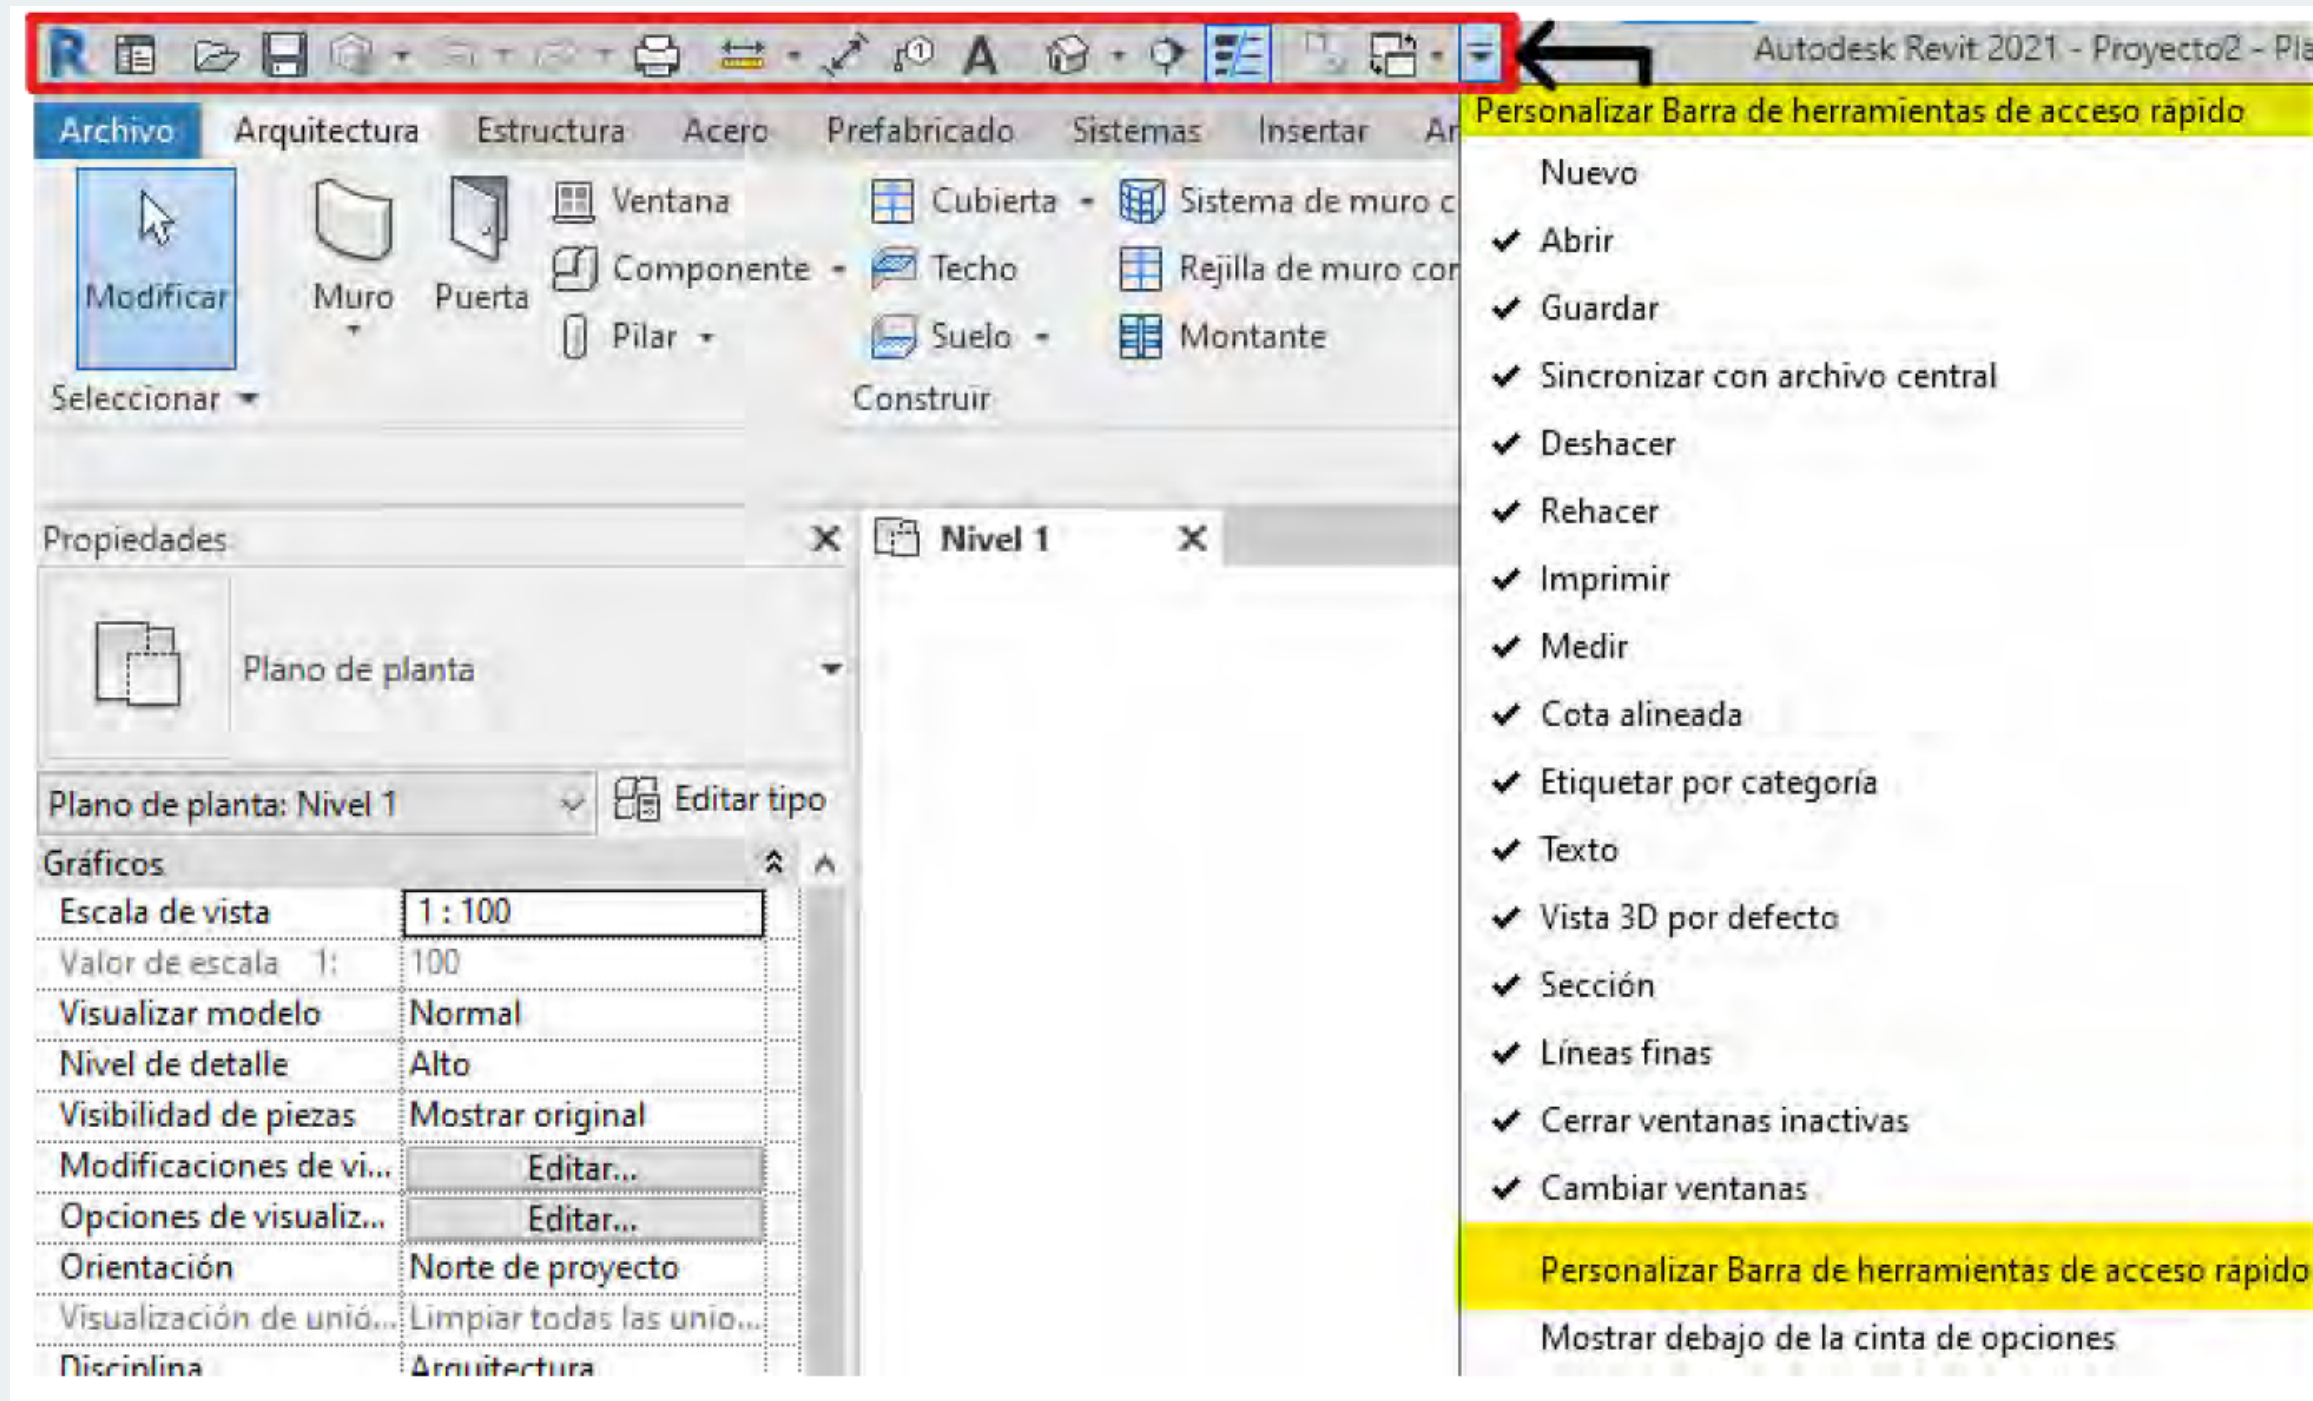 Autodesk Revit 2021 - Proyecto2 - Pla
Archivo Arquitectura Estructura Acero Prefabricado Sistemas Insertar An
Modificar
Seleccionar
Muro
Puerta
Ventana
Componente
Pilar
Cubierta
Techo
Suelo
Sistema de muro c
Rejilla de muro cor
Montante
Construir
Personalizar Barra de herramientas de acceso rápido
Nuevo
Abrir
Guardar
Sincronizar con archivo central
Deshacer
Rehacer
Imprimir
Medir
Cota alineada
Etiquetar por categoría
Texto
Vista 3D por defecto
Sección
Líneas finas
Cerrar ventanas inactivas
Cambiar ventanas
Personalizar Barra de herramientas de acceso rápido
Mostrar debajo de la cinta de opciones
Propiedades
Nivel 1
Plano de planta
Plano de planta: Nivel 1
Editar tipo
Gráficos
Escala de vista 1 : 100
Valor de escala 1: 100
Visualizar modelo Normal
Nivel de detalle Alto
Visibilidad de piezas Mostrar original
Modificaciones de vi... Editar...
Opciones de visualiz... Editar...
Orientación Norte de proyecto
Visualización de unió... Limpiar todas las unio...
Disciplina Arquitectura